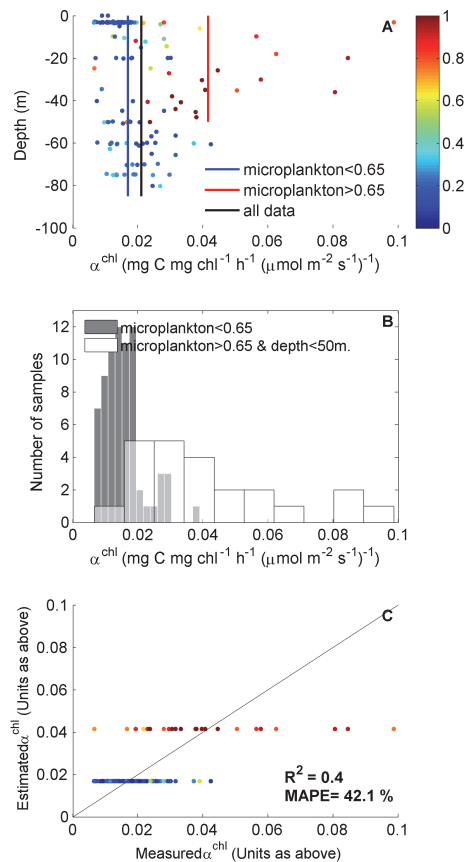 A
0
-20
-40
-60
-80
-100
Depth (m)
microplankton<0.65
microplankton>0.65
all data
0 0.02 0.04 0.06 0.08 0.1
α^chl (mg C mg chl^-1 h^-1 (μmol m^-2 s^-1)^-1)
1
0.8
0.6
0.4
0.2
0
B
12
10
8
6
4
2
0
Number of samples
microplankton<0.65
microplankton>0.65 & depth<50m.
0 0.02 0.04 0.06 0.08 0.1
α^chl (mg C mg chl^-1 h^-1 (μmol m^-2 s^-1)^-1)
C
0.1
0.08
0.06
0.04
0.02
0
Estimatedα^chl (Units as above)
R^2 = 0.4
MAPE= 42.1 %
0 0.02 0.04 0.06 0.08 0.1
Measuredα^chl (Units as above)